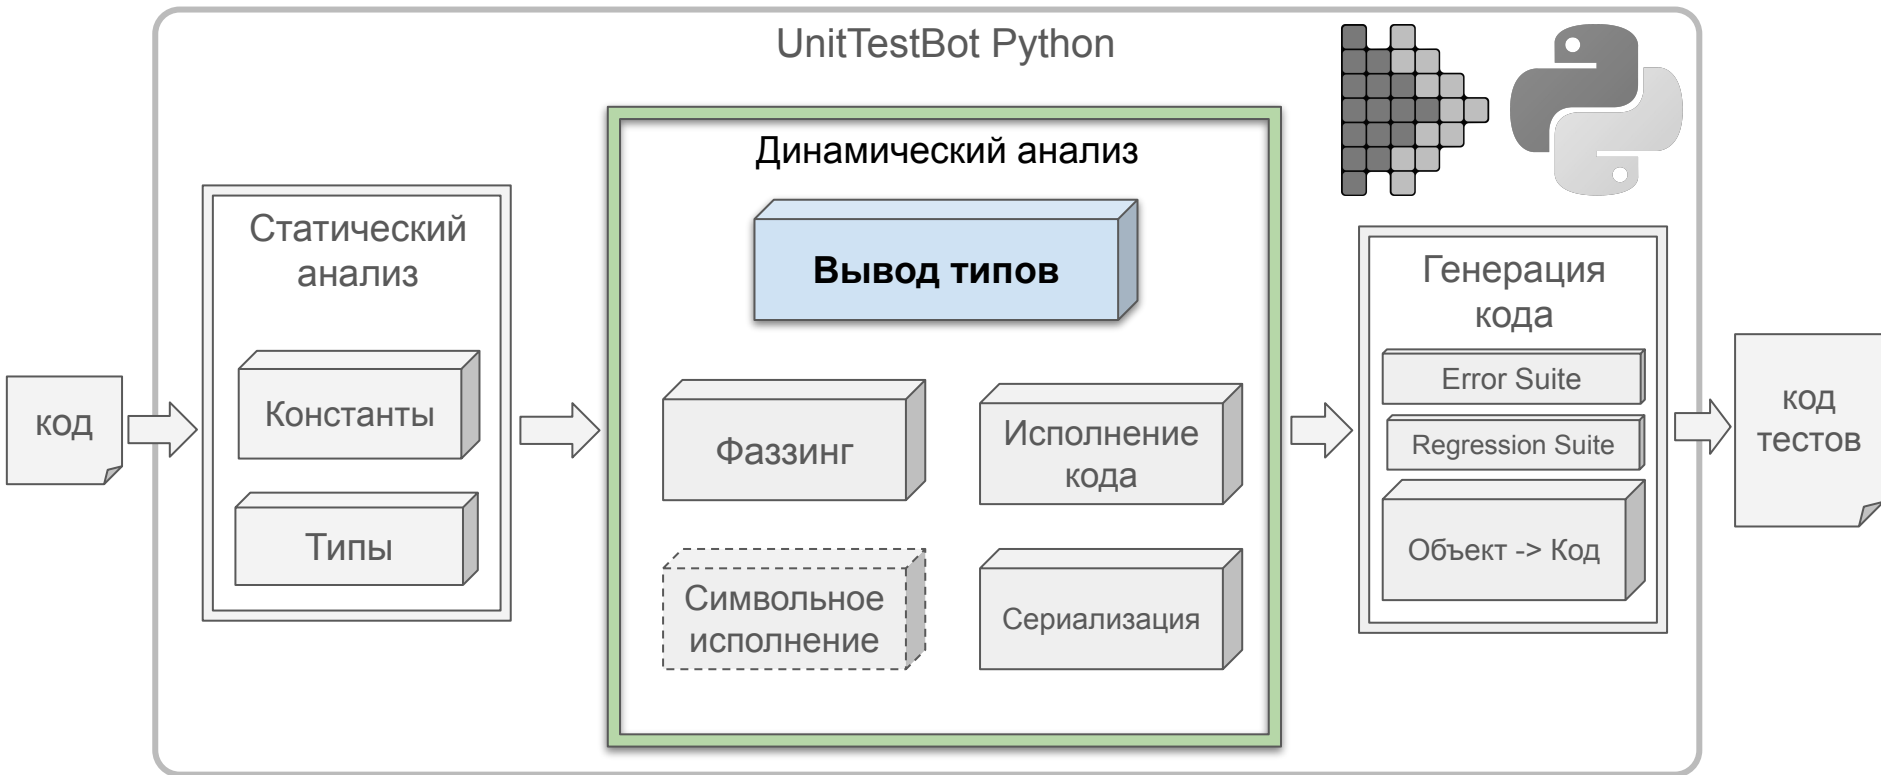 UnitTestBot Python
код
Статический
анализ
Константы
Типы
Динамический анализ
Вывод типов
Фаззинг
Исполнение
кода
Символьное
исполнение
Сериализация
Генерация
кода
Error Suite
Regression Suite
Объект -> Код
код
тестов